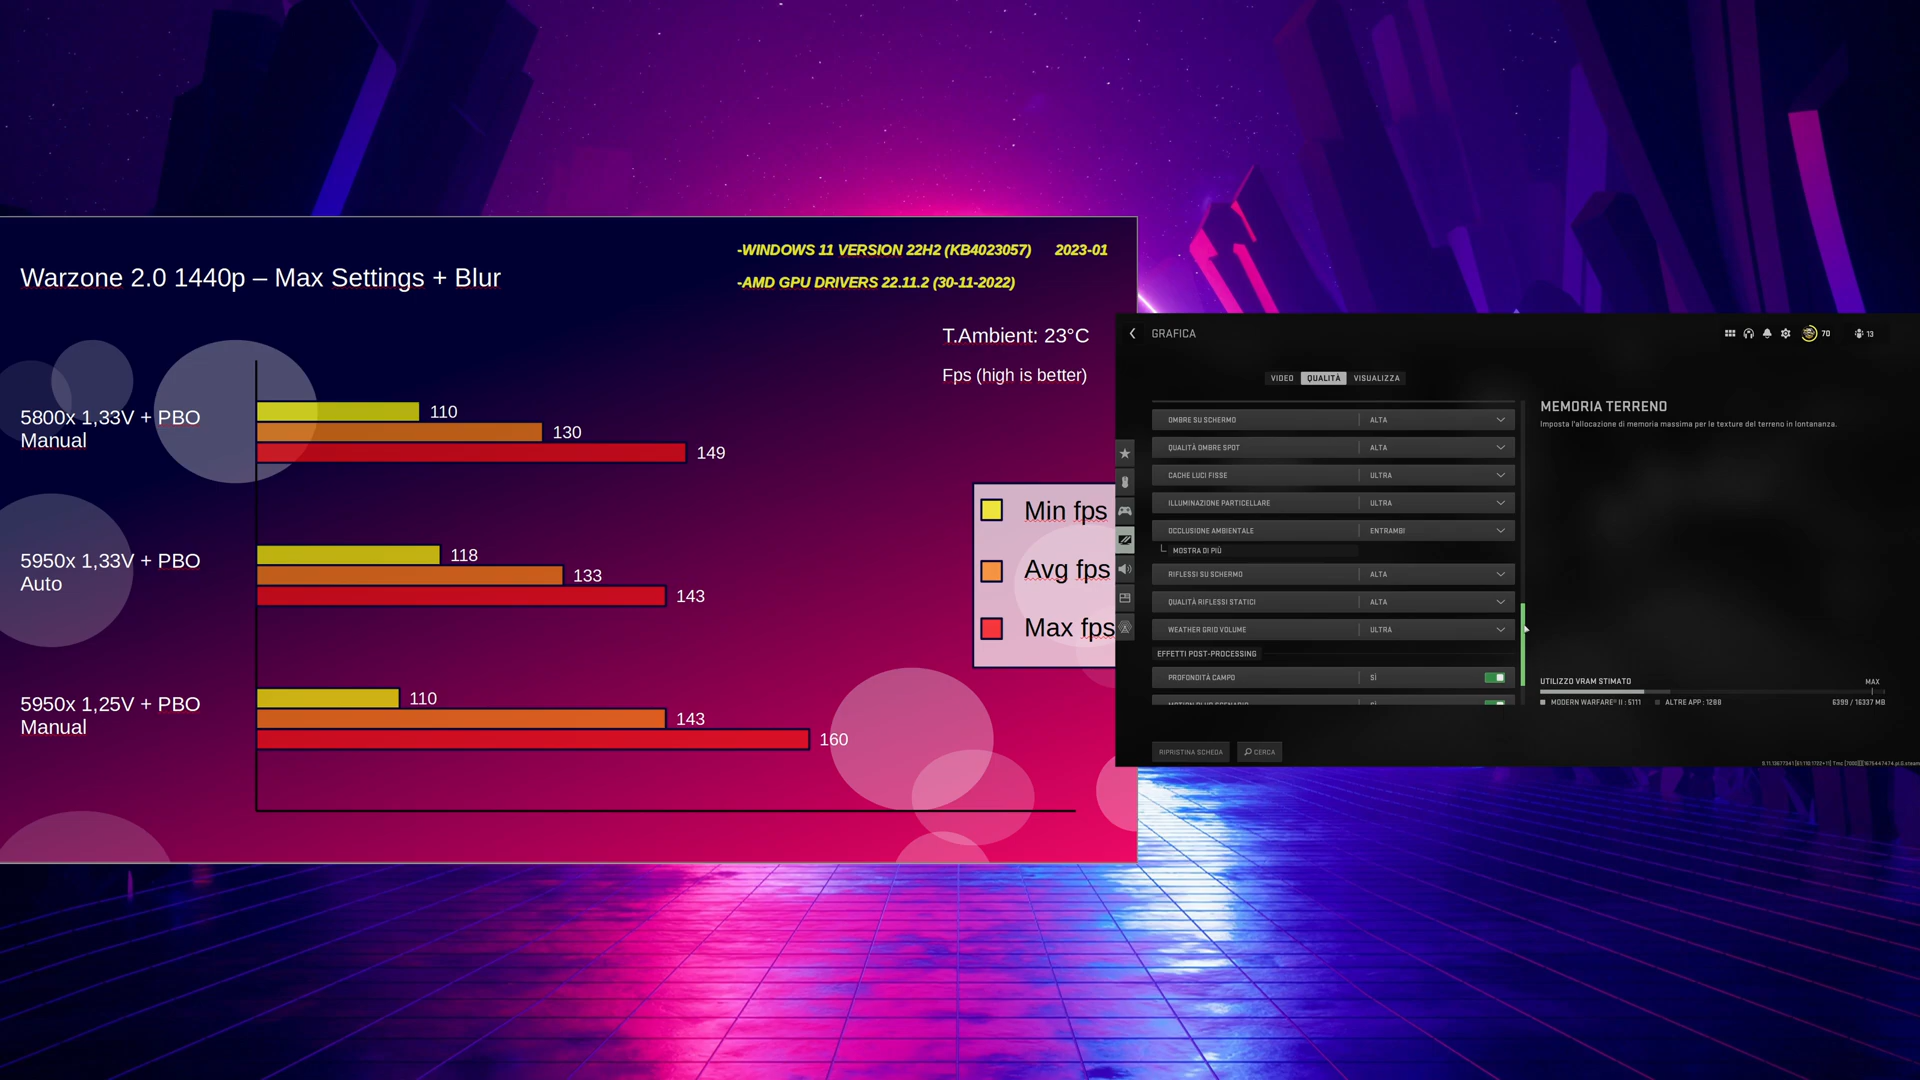 Warzone 2.0 1440p – Max Settings + Blur
-WINDOWS 11 VERSION 22H2 (KB4023057) 2023-01
-AMD GPU DRIVERS 22.11.2 (30-11-2022)
T.Ambient: 23°C
Fps (high is better)
5800x 1,33V + PBO
Manual
110
130
149
5950x 1,33V + PBO
Auto
118
133
143
5950x 1,25V + PBO
Manual
110
143
160
Min fps
Avg fps
Max fps
GRAFICA
70
13
VIDEO QUALITÀ VISUALIZZA
OMBRE SU SCHERMO ALTA
QUALITÀ OMBRE SPOT ALTA
CACHE LUCI FISSE ULTRA
ILLUMINAZIONE PARTICELLARE ULTRA
OCCLUSIONE AMBIENTALE ENTRAMBI
MOSTRA DI PIÙ
RIFLESSI SU SCHERMO ALTA
QUALITÀ RIFLESSI STATICI ALTA
WEATHER GRID VOLUME ULTRA
EFFETTI POST-PROCESSING
PROFONDITÀ CAMPO SÌ
RIPRISTINA SCHEDA CERCA
MEMORIA TERRENO
Imposta l'allocazione di memoria massima per le texture del terreno in lontananza.
UTILIZZO VRAM STIMATO MAX
MODERN WARFARE® II : 5111 ALTRE APP : 1288 6399 / 16337 MB